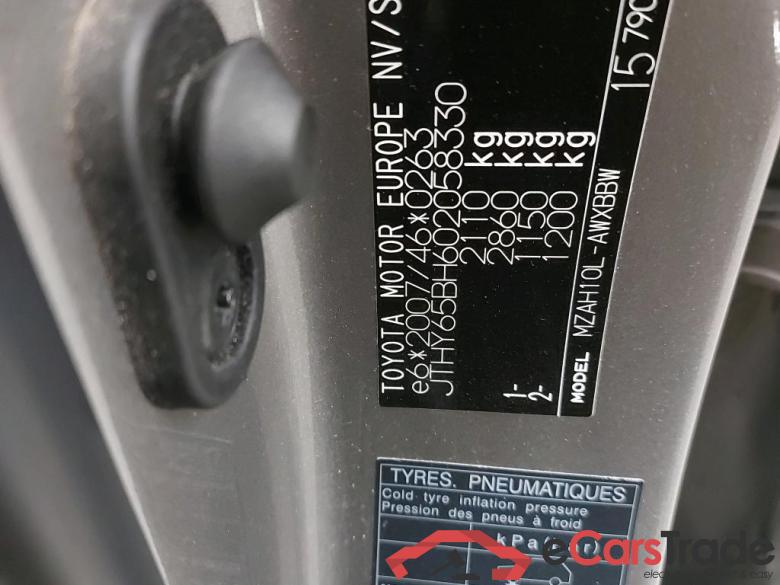 TOYOTA MOTOR EUROPE NV/S
e6*2007/46*0263
JTHY65BH602058330
2110 kg
2860 kg
1- 1150 kg
2- 1200 kg
MODEL MZAH10L-AWXBBW
15 790
TYRES. PNEUMATIQUES
Cold tyre inflation pressure
Pression des pneus à froid
kPa
eCarsTrade